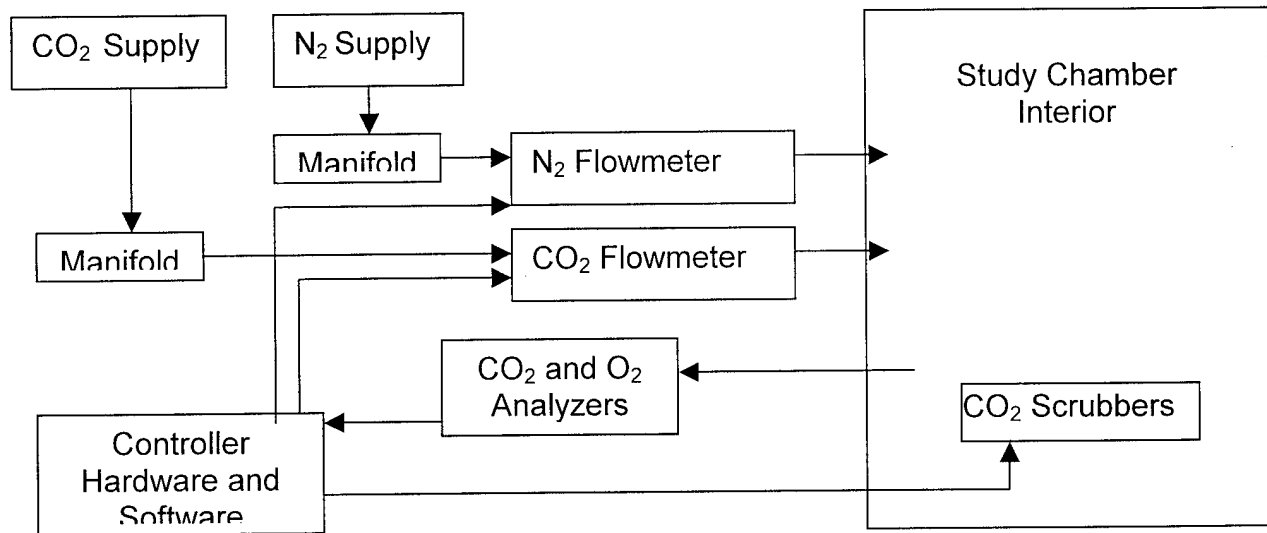 CO₂ Supply
N₂ Supply
Study Chamber
Interior
Manifold
N₂ Flowmeter
Manifold
CO₂ Flowmeter
CO₂ and O₂
Analyzers
CO₂ Scrubbers
Controller
Hardware and
Software